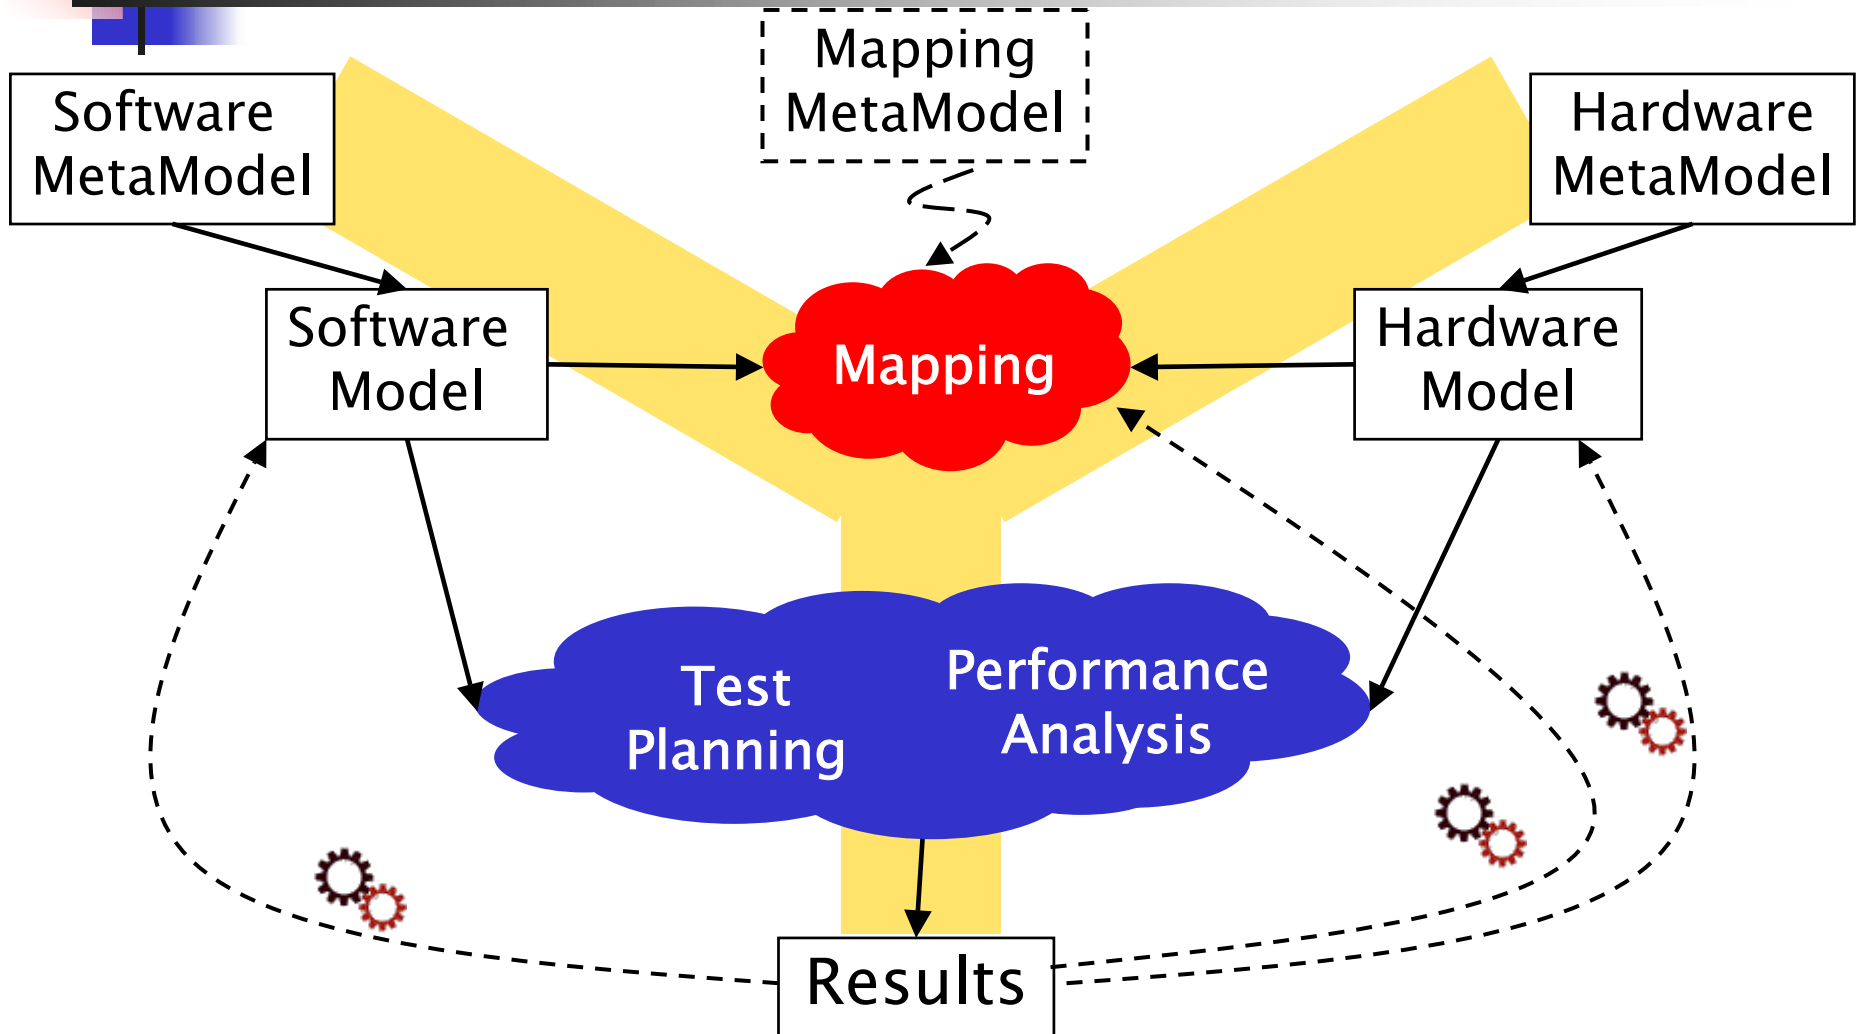 Mapping
MetaModel
Software
MetaModel
Hardware
MetaModel
Software
Model
Mapping
Hardware
Model
Test
Planning
Performance
Analysis
Results